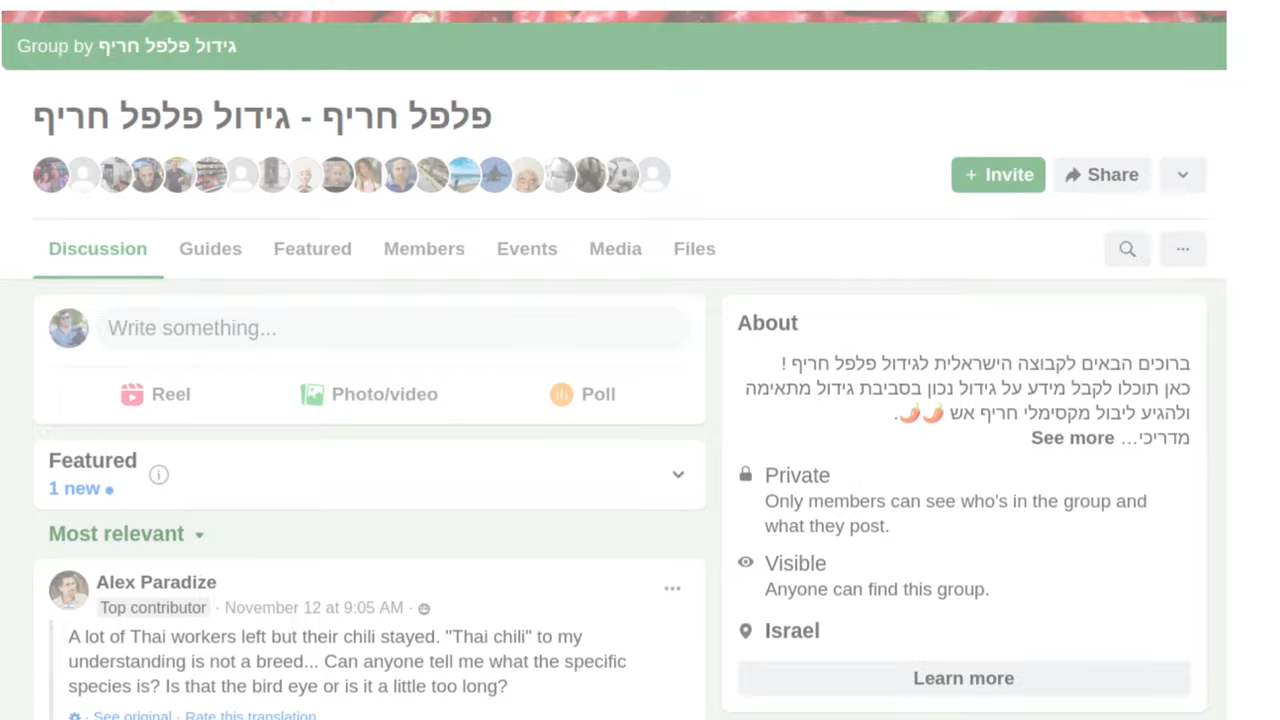 Group by גידול פלפל חריף
פלפל חריף - גידול פלפל חריף
+ Invite
Share
Discussion
Guides
Featured
Members
Events
Media
Files
Write something...
Reel
Photo/video
Poll
Featured
1 new
Most relevant
Alex Paradize
Top contributor · November 12 at 9:05 AM ·
A lot of Thai workers left but their chili stayed. "Thai chili" to my
understanding is not a breed... Can anyone tell me what the specific
species is? Is that the bird eye or is it a little too long?
· See original · Rate this translation
About
ברוכים הבאים לקבוצה הישראלית לגידול פלפל חריף !
כאן תוכלו לקבל מידע על גידול נכון בסביבת גידול מתאימה
ולהגיע ליבול מקסימלי חריף אש 🌶️🌶️.
מדריכי… See more
Private
Only members can see who's in the group and
what they post.
Visible
Anyone can find this group.
Israel
Learn more